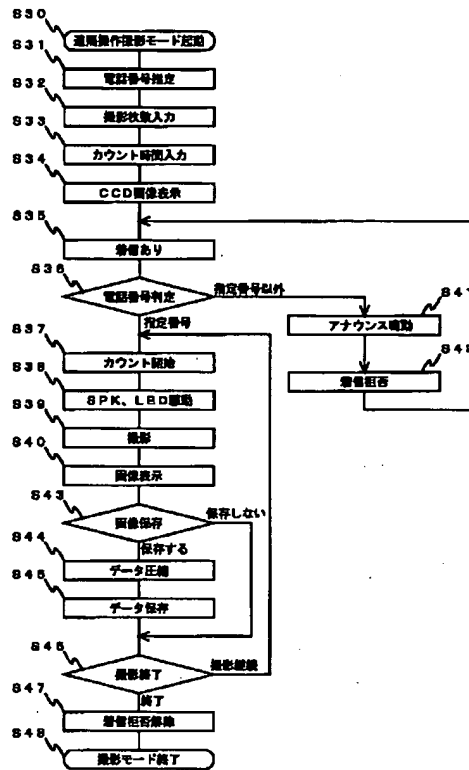 S30
遠隔操作撮影モード起動
S31
電話番号指定
S32
撮影枚数入力
S33
カウント時間入力
S34
CCD画像表示
S35
着信あり
S36
電話番号判定
指定番号以外
指定番号
S41
アナウンス鳴動
S42
着信拒否
S37
カウント開始
S38
SPK、LED駆動
S39
撮影
S40
画像表示
S43
画像保存
保存しない
保存する
S44
データ圧縮
S45
データ保存
S46
撮影終了
撮影継続
終了
S47
着信拒否解除
S48
撮影モード終了